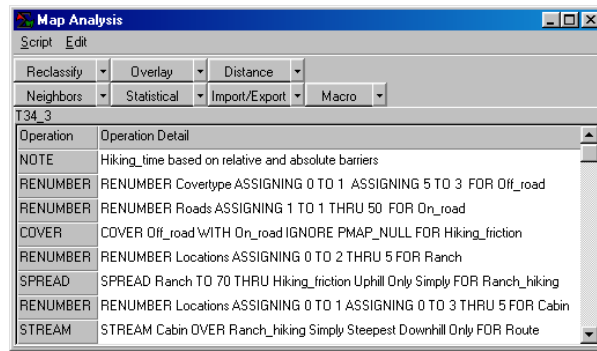 Map Analysis
Script Edit
Reclassify Overlay Distance
Neighbors Statistical Import/Export Macro
T34_3
Operation Operation Detail
NOTE Hiking_time based on relative and absolute barriers
RENUMBER RENUMBER Covertype ASSIGNING 0 TO 1 ASSIGNING 5 TO 3 FOR Off_road
RENUMBER RENUMBER Roads ASSIGNING 1 TO 1 THRU 50 FOR On_road
COVER COVER Off_road WITH On_road IGNORE PMAP_NULL FOR Hiking_friction
RENUMBER RENUMBER Locations ASSIGNING 0 TO 2 THRU 5 FOR Ranch
SPREAD SPREAD Ranch TO 70 THRU Hiking_friction Uphill Only Simply FOR Ranch_hiking
RENUMBER RENUMBER Locations ASSIGNING 0 TO 1 ASSIGNING 0 TO 3 THRU 5 FOR Cabin
STREAM STREAM Cabin OVER Ranch_hiking Simply Steepest Downhill Only FOR Route